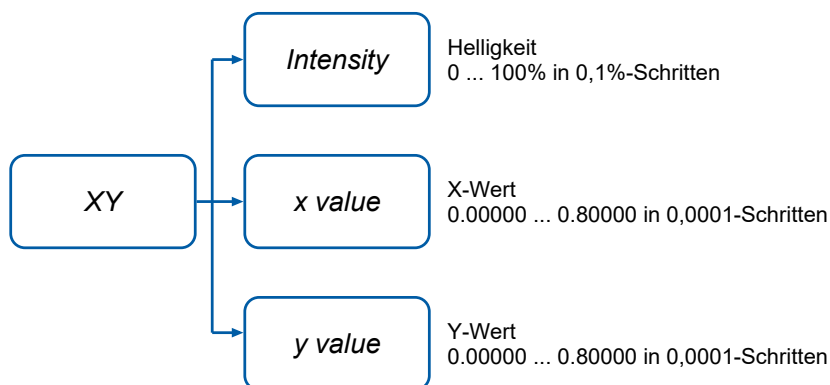 Intensity
Helligkeit
0 ... 100% in 0,1%-Schritten
XY
x value
X-Wert
0.00000 ... 0.80000 in 0,0001-Schritten
y value
Y-Wert
0.00000 ... 0.80000 in 0,0001-Schritten